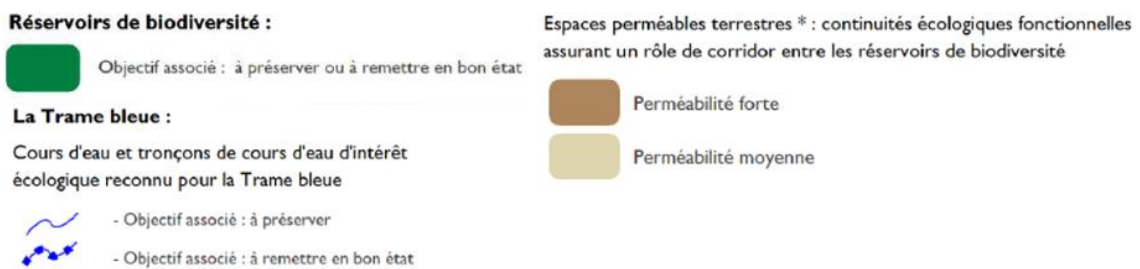 Réservoirs de biodiversité :
Objectif associé : à préserver ou à remettre en bon état
La Trame bleue :
Cours d'eau et tronçons de cours d'eau d'intérêt
écologique reconnu pour la Trame bleue
- Objectif associé : à préserver
- Objectif associé : à remettre en bon état
Espaces perméables terrestres * : continuités écologiques fonctionnelles
assurant un rôle de corridor entre les réservoirs de biodiversité
Perméabilité forte
Perméabilité moyenne